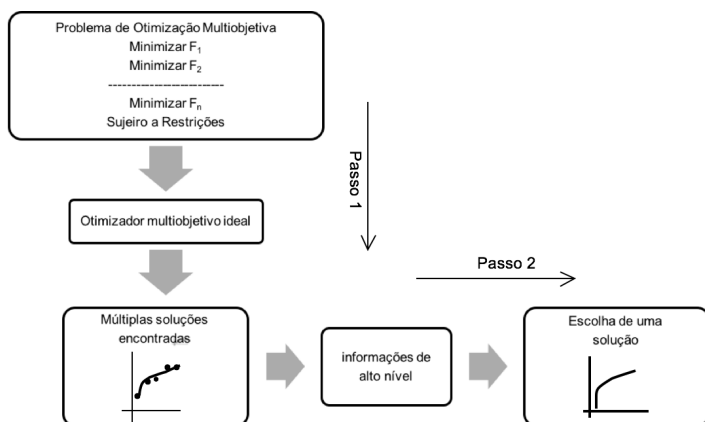 Problema de Otimização Multiobjetiva
Minimizar F₁
Minimizar F₂
--------------------------
Minimizar Fₙ
Sujeiro a Restrições
Passo 1
Otimizador multiobjetivo ideal
Passo 2
Múltiplas soluções
encontradas
informações de
alto nível
Escolha de uma
solução